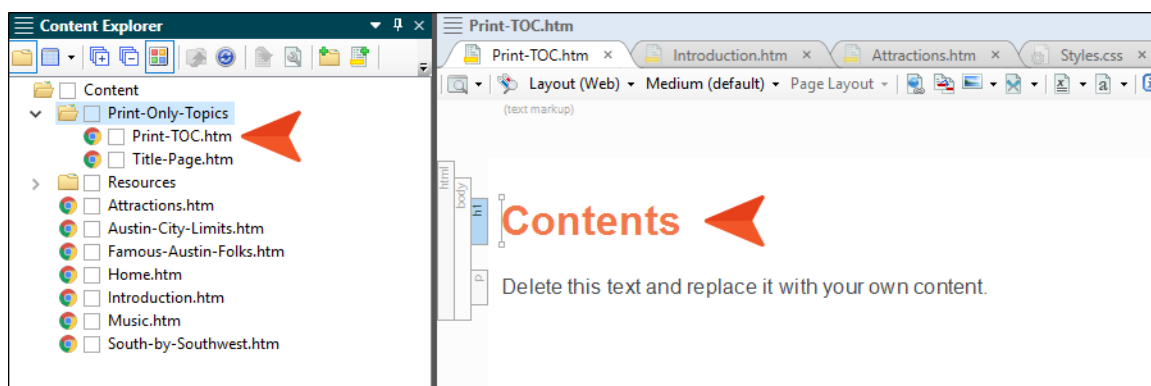 Content Explorer
Content
Print-Only-Topics
Print-TOC.htm
Title-Page.htm
Resources
Attractions.htm
Austin-City-Limits.htm
Famous-Austin-Folks.htm
Home.htm
Introduction.htm
Music.htm
South-by-Southwest.htm
Print-TOC.htm
Print-TOC.htm Introduction.htm Attractions.htm Styles.css
Layout (Web) Medium (default) Page Layout
(text markup)
html
body
h1
Contents
p
Delete this text and replace it with your own content.